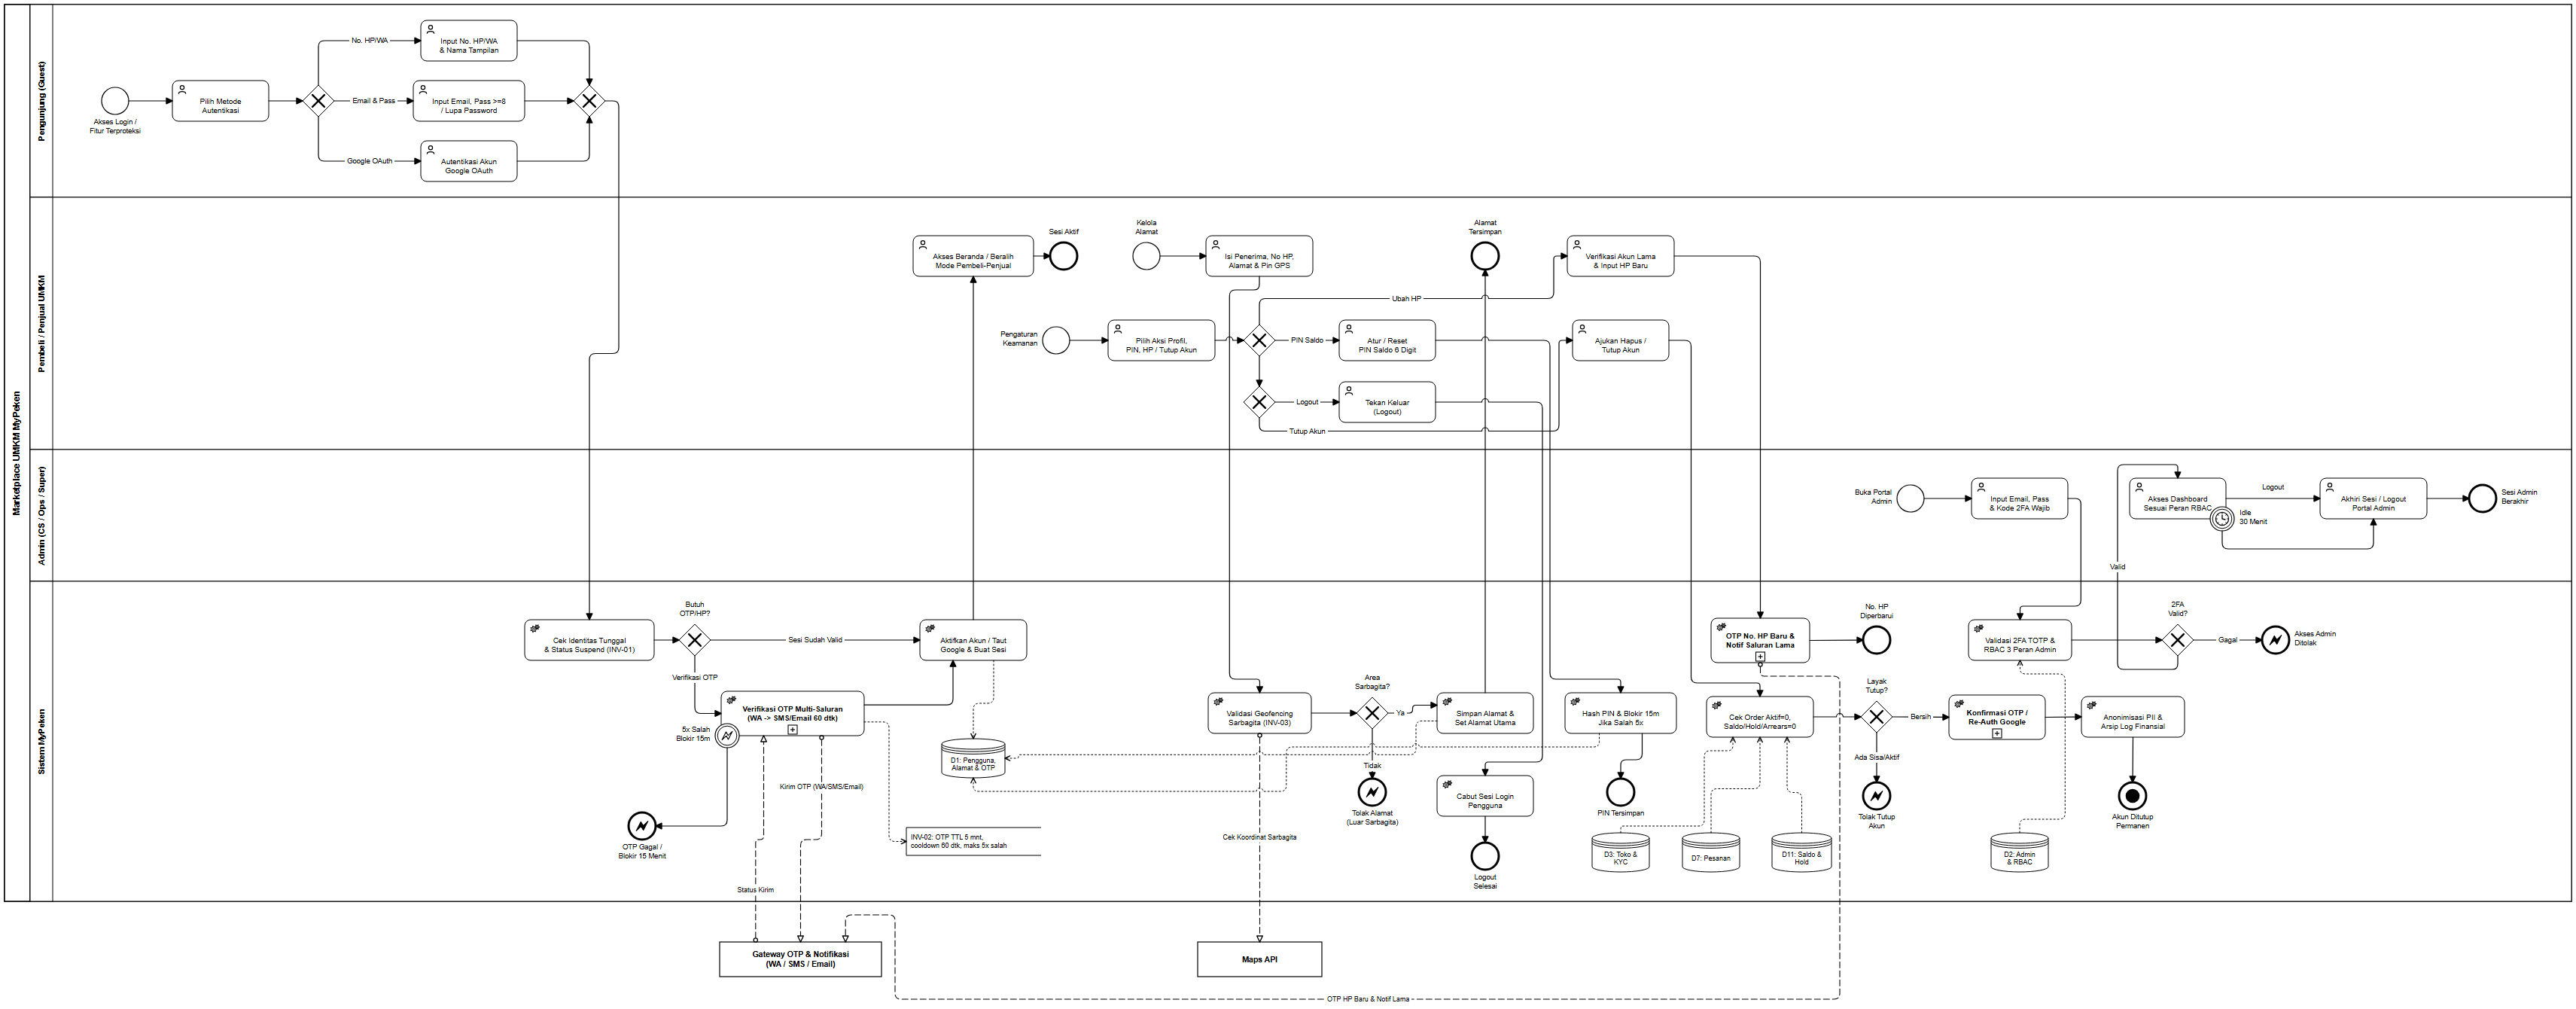 Marketplace UMKM MyPeken
Pengunjung (Guest)
Akses Login /
Fitur Terproteksi
Pilih Metode
Autentikasi
No. HP/WA
Email & Pass
Google OAuth
Input No. HP/WA
& Nama Tampilan
Input Email, Pass >=8
/ Lupa Password
Autentikasi Akun
Google OAuth
Pembeli / Penjual UMKM
Akses Beranda / Beralih
Mode Pembeli-Penjual
Sesi Aktif
Kelola
Alamat
Isi Penerima, No HP,
Alamat & Pin GPS
Alamat
Tersimpan
Verifikasi Akun Lama
& Input HP Baru
Ubah HP
Pengaturan
Keamanan
Pilih Aksi Profil,
PIN, HP / Tutup Akun
PIN Saldo
Atur / Reset
PIN Saldo 6 Digit
Ajukan Hapus /
Tutup Akun
Logout
Tekan Keluar
(Logout)
Tutup Akun
Admin (CS / Ops / Super)
Buka Portal
Admin
Input Email, Pass
& Kode 2FA Wajib
Akses Dashboard
Sesuai Peran RBAC
Idle
30 Menit
Logout
Akhiri Sesi / Logout
Portal Admin
Sesi Admin
Berakhir
Valid
Sistem MyPeken
Cek Identitas Tunggal
& Status Suspend (INV-01)
Butuh
OTP/HP?
Sesi Sudah Valid
Verifikasi OTP
Aktifkan Akun / Taut
Google & Buat Sesi
Verifikasi OTP Multi-Saluran
(WA -> SMS/Email 60 dtk)
5x Salah
Blokir 15m
OTP Gagal /
Blokir 15 Menit
Kirim OTP (WA/SMS/Email)
Status Kirim
D1: Pengguna,
Alamat & OTP
INV-02: OTP TTL 5 mnt,
cooldown 60 dtk, maks 5x salah
Validasi Geofencing
Sarbagita (INV-03)
Area
Sarbagita?
Ya
Tidak
Tolak Alamat
(Luar Sarbagita)
Cek Koordinat Sarbagita
Simpan Alamat &
Set Alamat Utama
Cabut Sesi Login
Pengguna
Logout
Selesai
Hash PIN & Blokir 15m
Jika Salah 5x
PIN Tersimpan
OTP No. HP Baru &
Notif Saluran Lama
No. HP
Diperbarui
Cek Order Aktif=0,
Saldo/Hold/Arrears=0
Layak
Tutup?
Bersih
Ada Sisa/Aktif
Tolak Tutup
Akun
Konfirmasi OTP /
Re-Auth Google
Anonimisasi PII &
Arsip Log Finansial
Akun Ditutup
Permanen
D3: Toko &
KYC
D7: Pesanan
D11: Saldo &
Hold
D2: Admin
& RBAC
Validasi 2FA TOTP &
RBAC 3 Peran Admin
2FA
Valid?
Gagal
Akses Admin
Ditolak
Gateway OTP & Notifikasi
(WA / SMS / Email)
Maps API
OTP HP Baru & Notif Lama